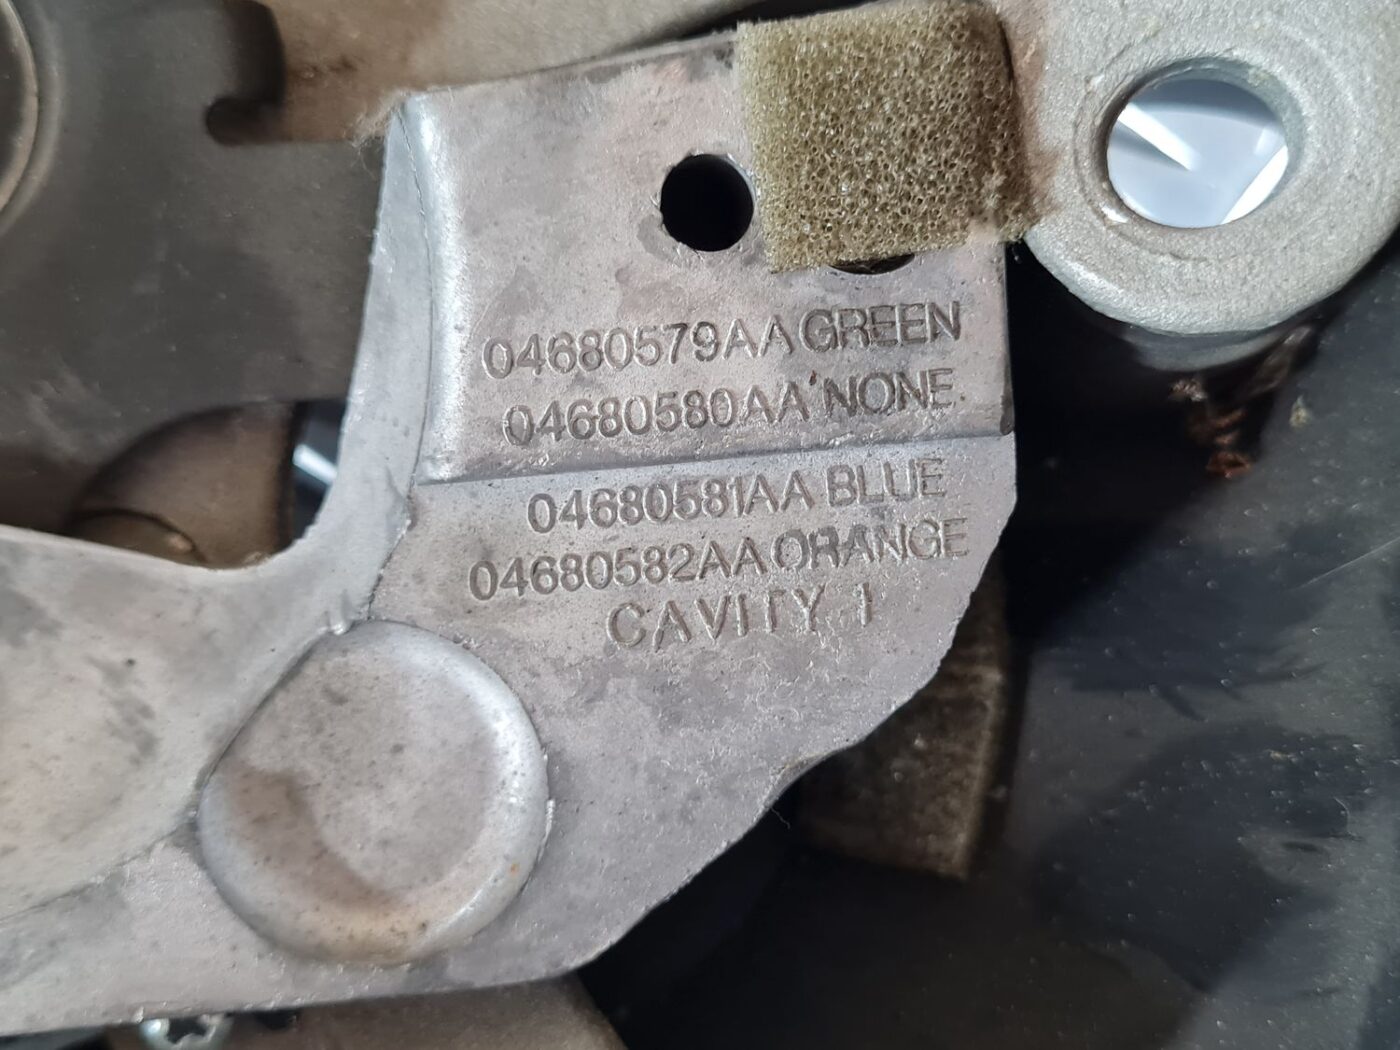 04680579AA GREEN
04680580AA NONE
04680581AA BLUE
04680582AA ORANGE
CAVITY 1